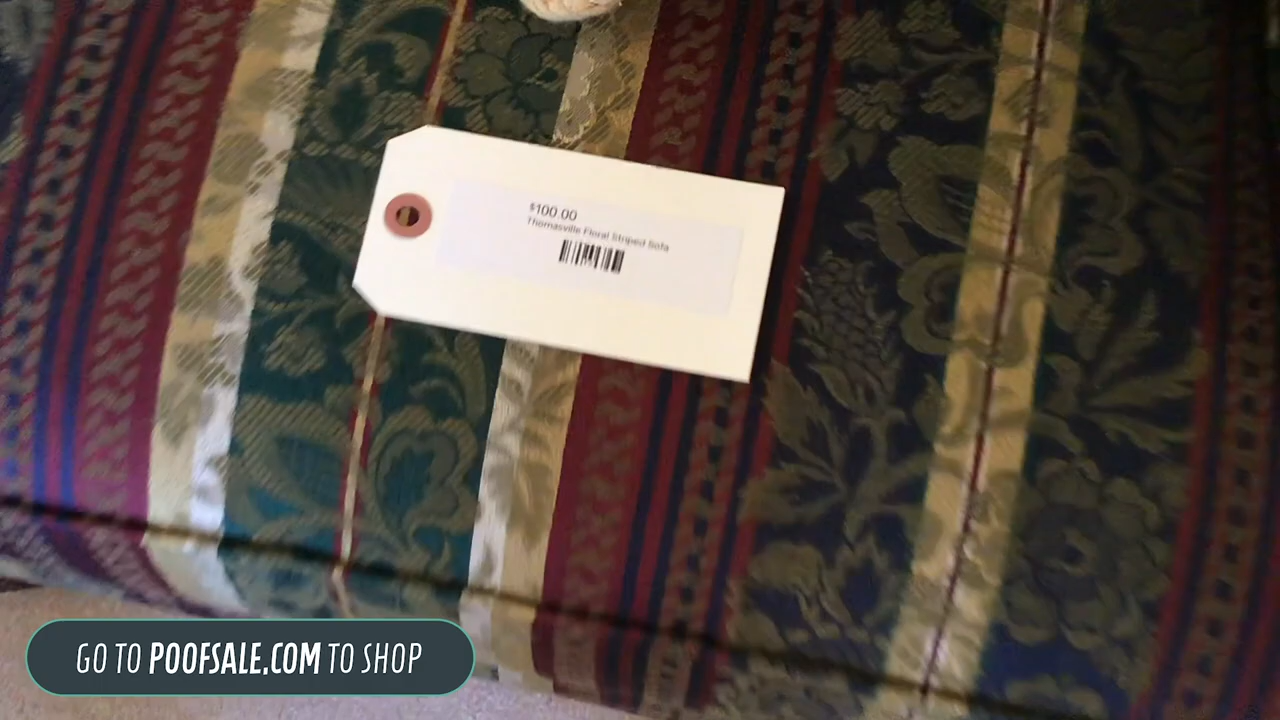 $100.00
Thomasville Floral Striped Sofa
GO TO POOFSALE.COM TO SHOP